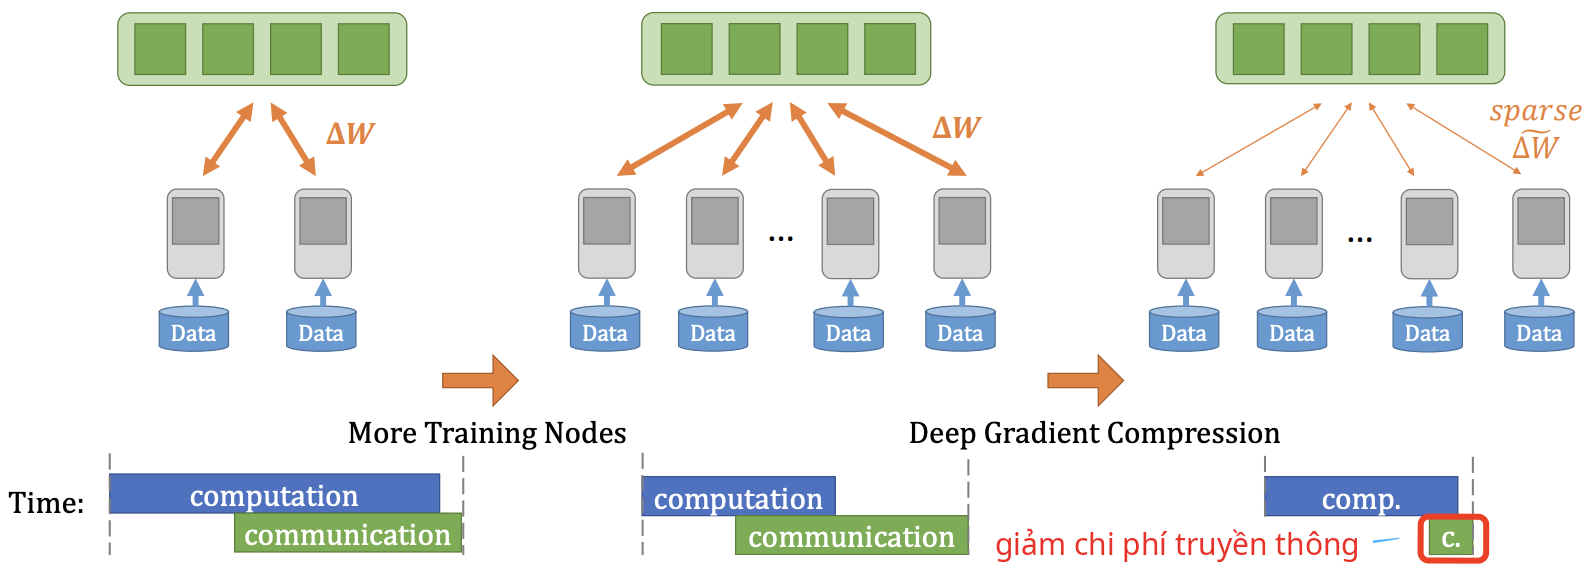 ΔW
ΔW
sparse
\widetilde{ΔW}
...
...
Data
Data
Data
Data
Data
Data
Data
Data
Data
Data
More Training Nodes
Deep Gradient Compression
Time:
computation
communication
computation
communication
comp.
c.
giảm chi phí truyền thông